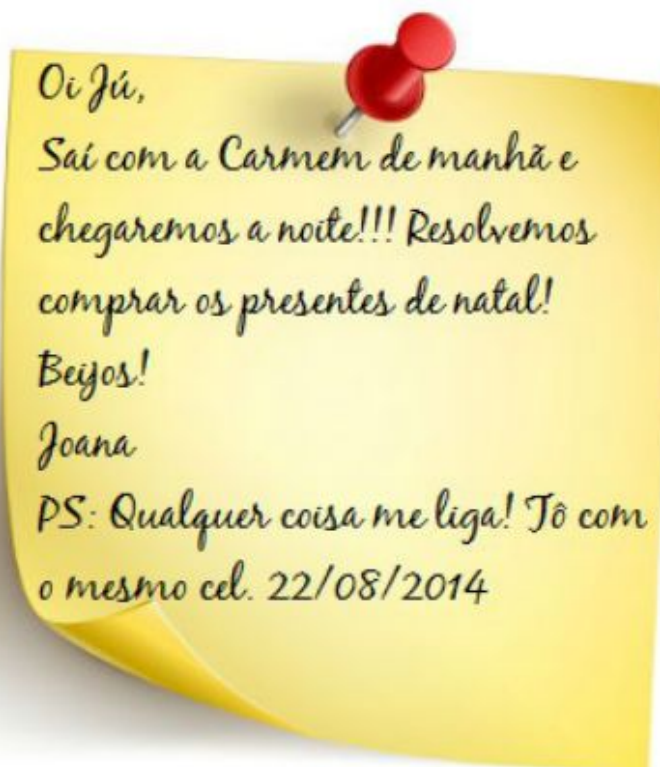 Oi Jú,
Saí com a Carmem de manhã e
chegaremos a noite!!! Resolvemos
comprar os presentes de natal!
Beijos!
Joana
PS: Qualquer coisa me liga! Tô com
o mesmo cel. 22/08/2014